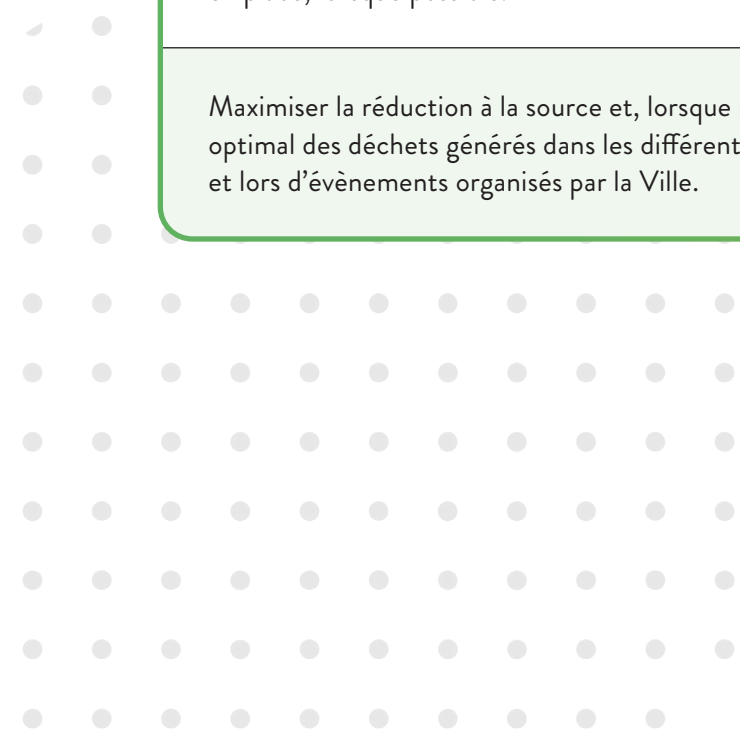 Maximiser la réduction à la source et, lorsque
optimal des déchets générés dans les différent
et lors d’évènements organisés par la Ville.